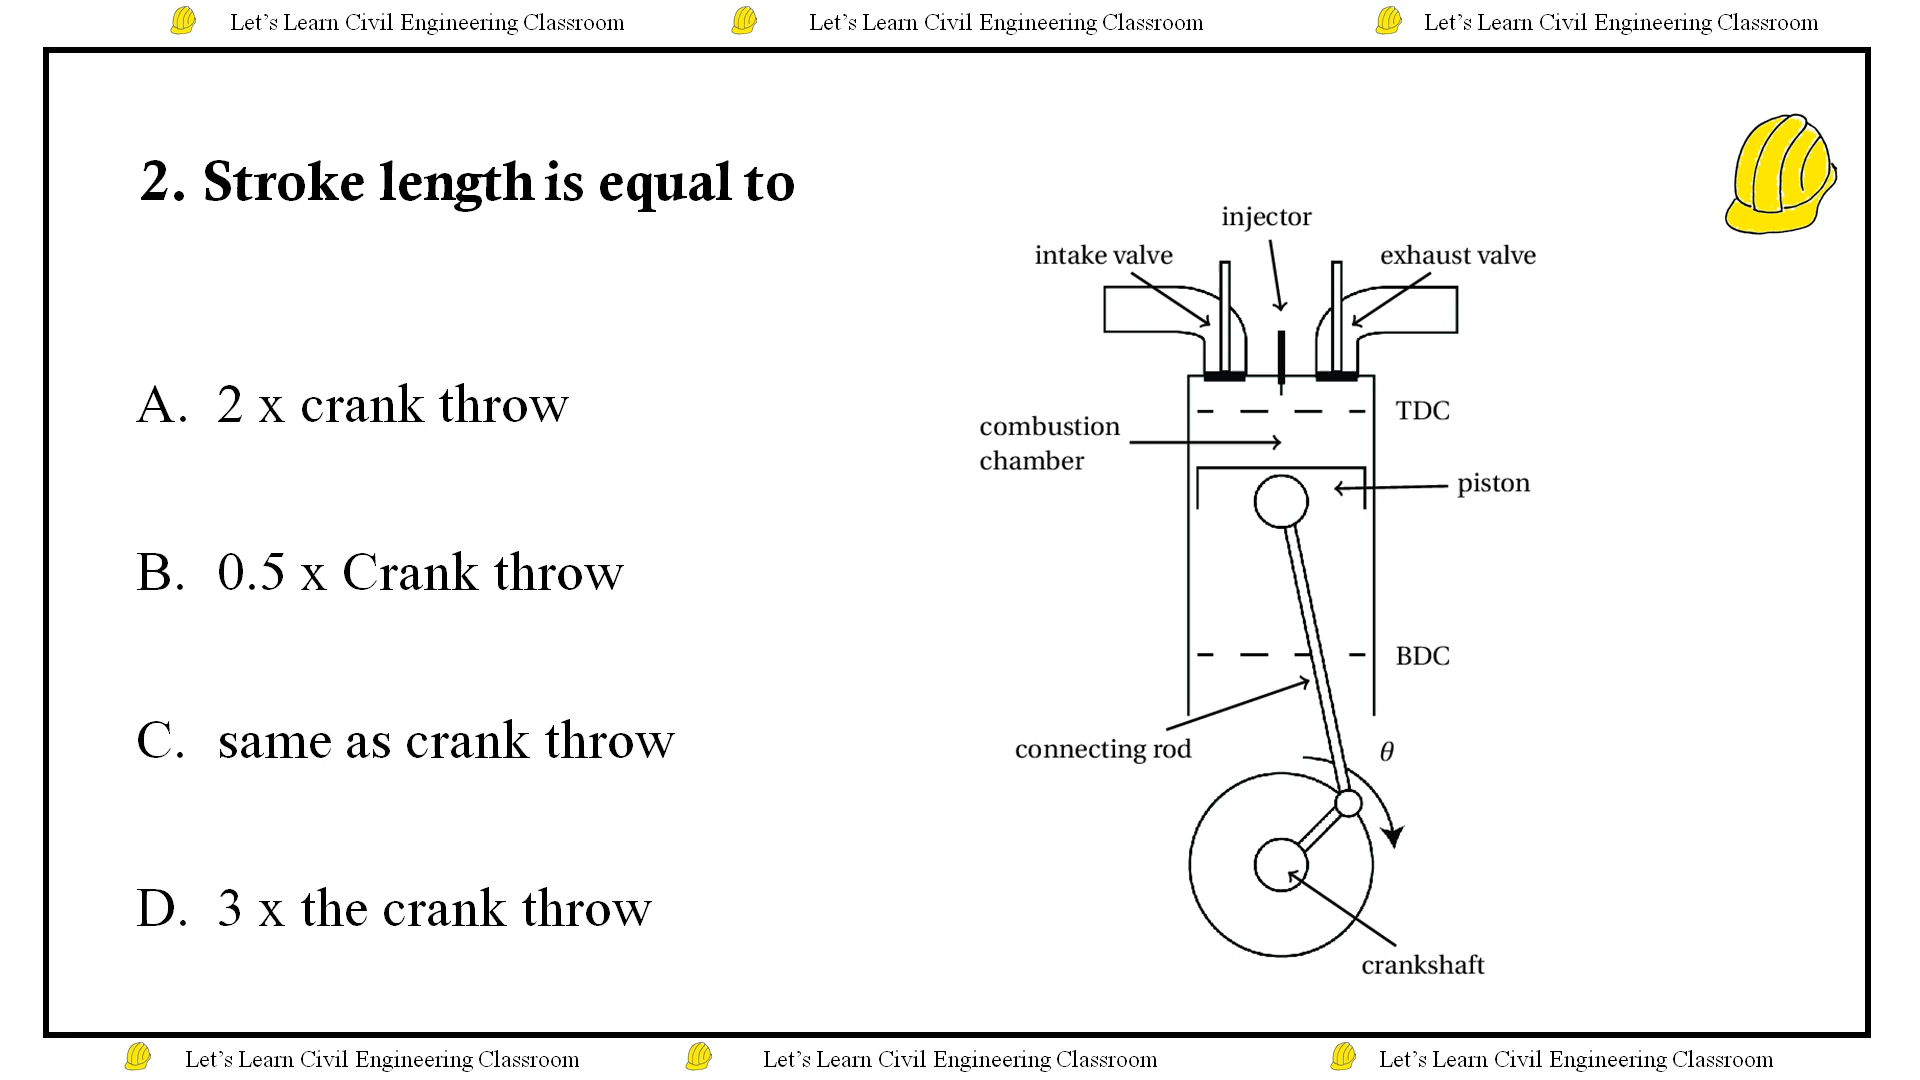 Let’s Learn Civil Engineering Classroom Let’s Learn Civil Engineering Classroom Let’s Learn Civil Engineering Classroom
2. Stroke length is equal to
A. 2 x crank throw
B. 0.5 x Crank throw
C. same as crank throw
D. 3 x the crank throw
injector
intake valve
exhaust valve
TDC
combustion
chamber
piston
BDC
connecting rod
θ
crankshaft
Let’s Learn Civil Engineering Classroom Let’s Learn Civil Engineering Classroom Let’s Learn Civil Engineering Classroom